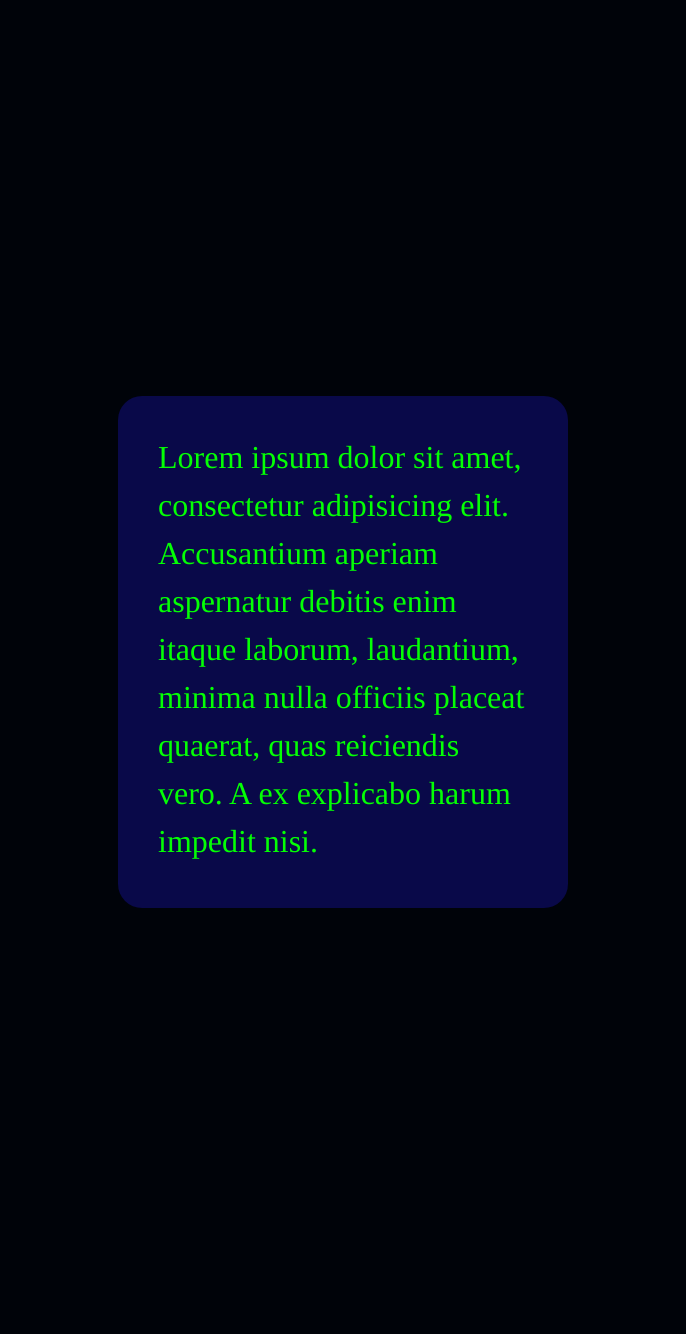 Lorem ipsum dolor sit amet,
consectetur adipisicing elit.
Accusantium aperiam
aspernatur debitis enim
itaque laborum, laudantium,
minima nulla officiis placeat
quaerat, quas reiciendis
vero. A ex explicabo harum
impedit nisi.